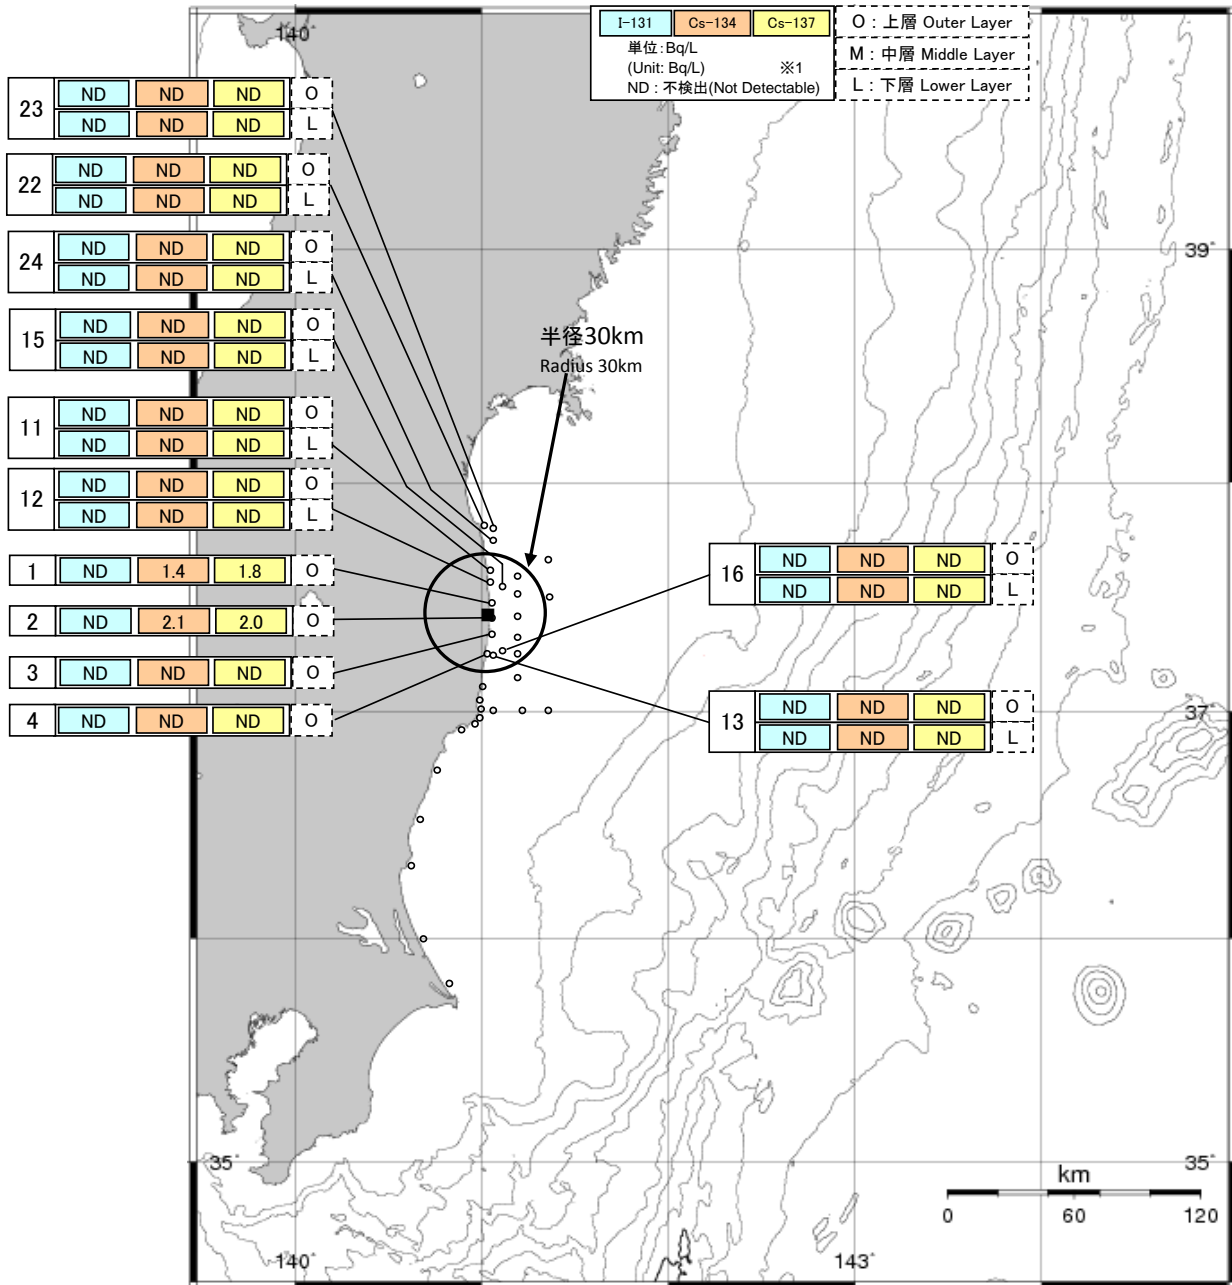 140°
I-131 Cs-134 Cs-137
単位:Bq/L
(Unit: Bq/L) ※1
ND : 不検出(Not Detectable)
O : 上層 Outer Layer
M : 中層 Middle Layer
L : 下層 Lower Layer
23
ND ND ND O
ND ND ND L
22
ND ND ND O
ND ND ND L
24
ND ND ND O
ND ND ND L
15
ND ND ND O
ND ND ND L
11
ND ND ND O
ND ND ND L
12
ND ND ND O
ND ND ND L
1 ND 1.4 1.8 O
2 ND 2.1 2.0 O
3 ND ND ND O
4 ND ND ND O
39°
半径30km
Radius 30km
16
ND ND ND O
ND ND ND L
37°
13
ND ND ND O
ND ND ND L
35°
35°
km
0 60 120
140°
143°